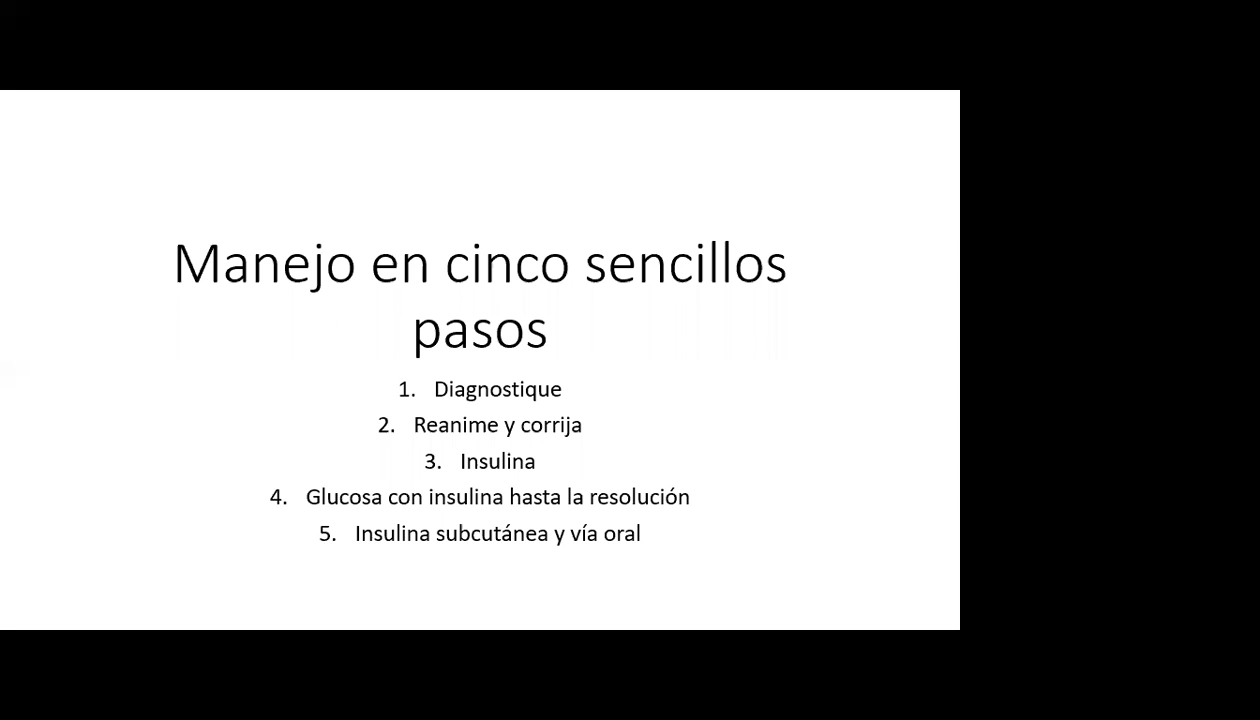 Manejo en cinco sencillos
pasos
1. Diagnostique
2. Reanime y corrija
3. Insulina
4. Glucosa con insulina hasta la resolución
5. Insulina subcutánea y vía oral